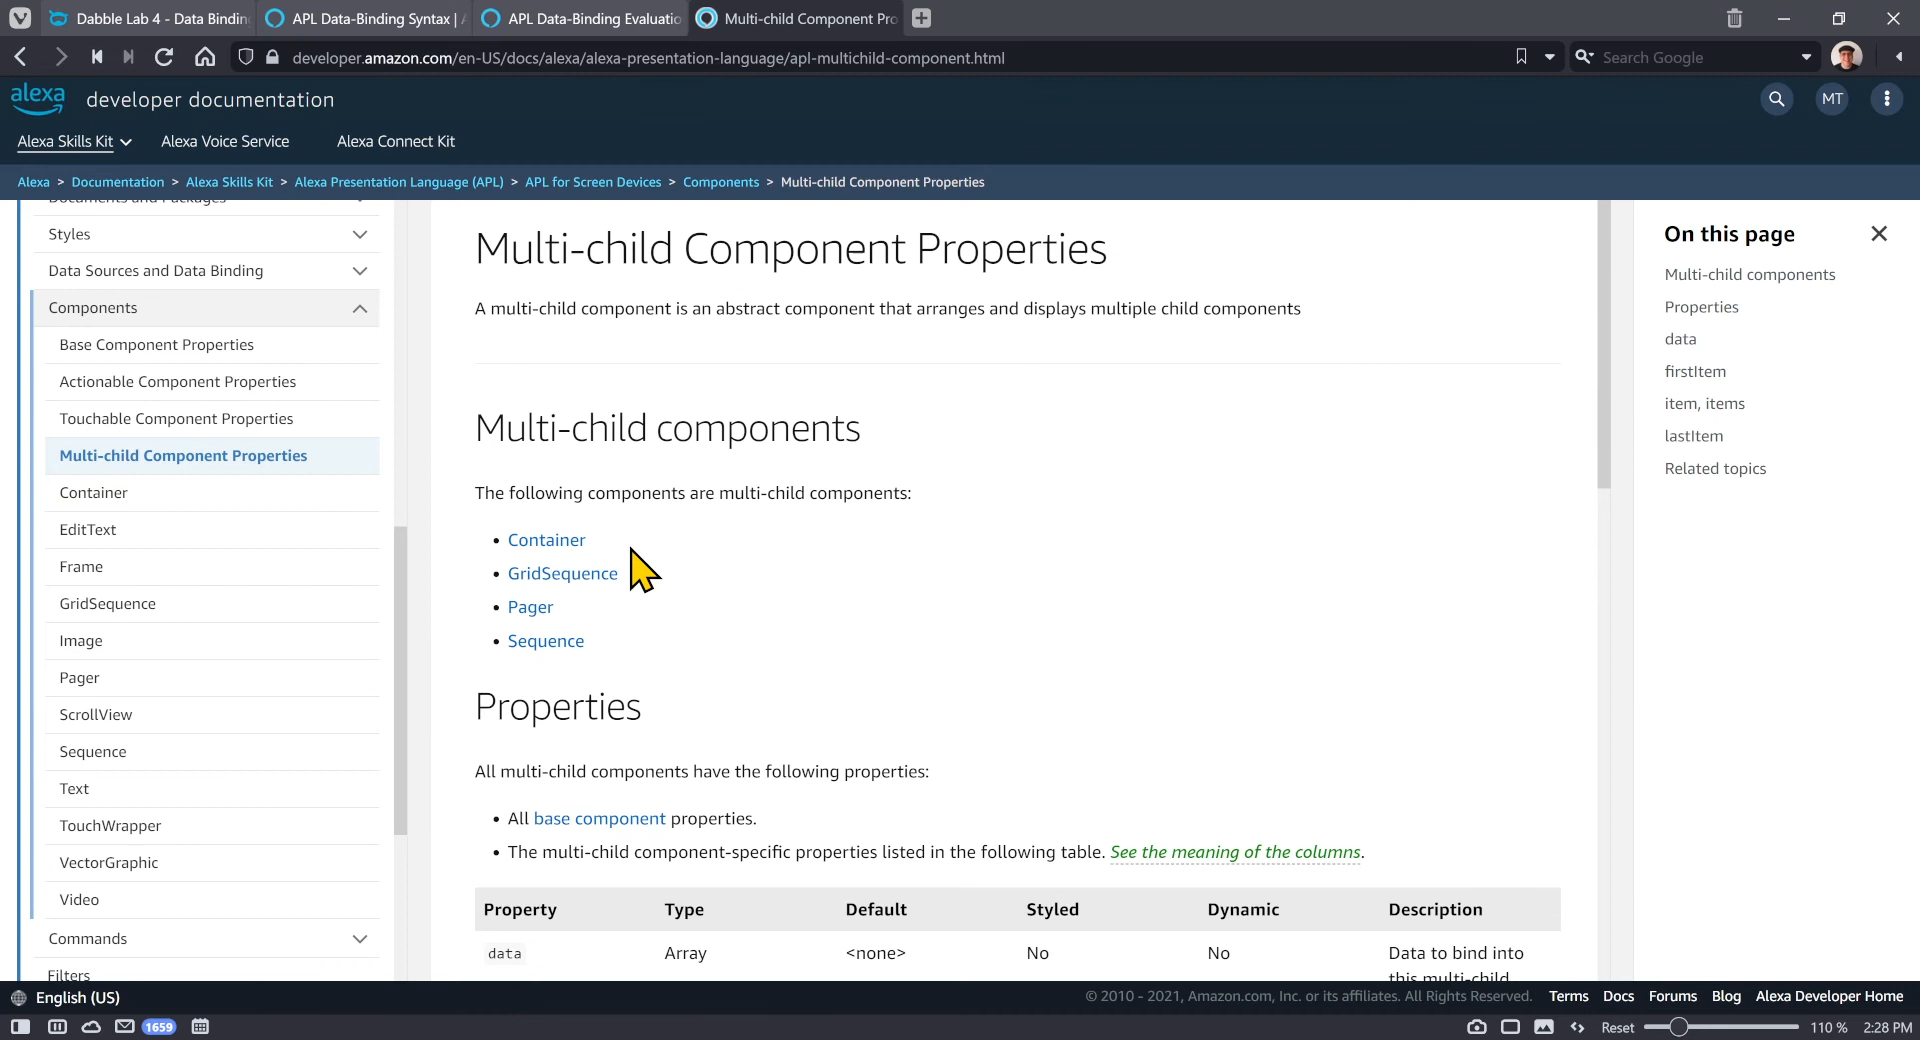 Dabble Lab 4 - Data Bindin
APL Data-Binding Syntax | A
APL Data-Binding Evaluatio
Multi-child Component Pro
developer.amazon.com/en-US/docs/alexa/alexa-presentation-language/apl-multichild-component.html
Search Google
alexa developer documentation
MT
Alexa Skills Kit
Alexa Voice Service
Alexa Connect Kit
Alexa > Documentation > Alexa Skills Kit > Alexa Presentation Language (APL) > APL for Screen Devices > Components > Multi-child Component Properties
Documents and Packages
Styles
Data Sources and Data Binding
Components
Base Component Properties
Actionable Component Properties
Touchable Component Properties
Multi-child Component Properties
Container
EditText
Frame
GridSequence
Image
Pager
ScrollView
Sequence
Text
TouchWrapper
VectorGraphic
Video
Commands
Filters
Multi-child Component Properties
A multi-child component is an abstract component that arranges and displays multiple child components
Multi-child components
The following components are multi-child components:
• Container
• GridSequence
• Pager
• Sequence
Properties
All multi-child components have the following properties:
• All base component properties.
• The multi-child component-specific properties listed in the following table. See the meaning of the columns.
Property Type Default Styled Dynamic Description
data Array <none> No No Data to bind into
this multi-child
On this page
Multi-child components
Properties
data
firstItem
item, items
lastItem
Related topics
English (US)
© 2010 - 2021, Amazon.com, Inc. or its affiliates. All Rights Reserved.
Terms Docs Forums Blog Alexa Developer Home
1659
Reset
110 %
2:28 PM